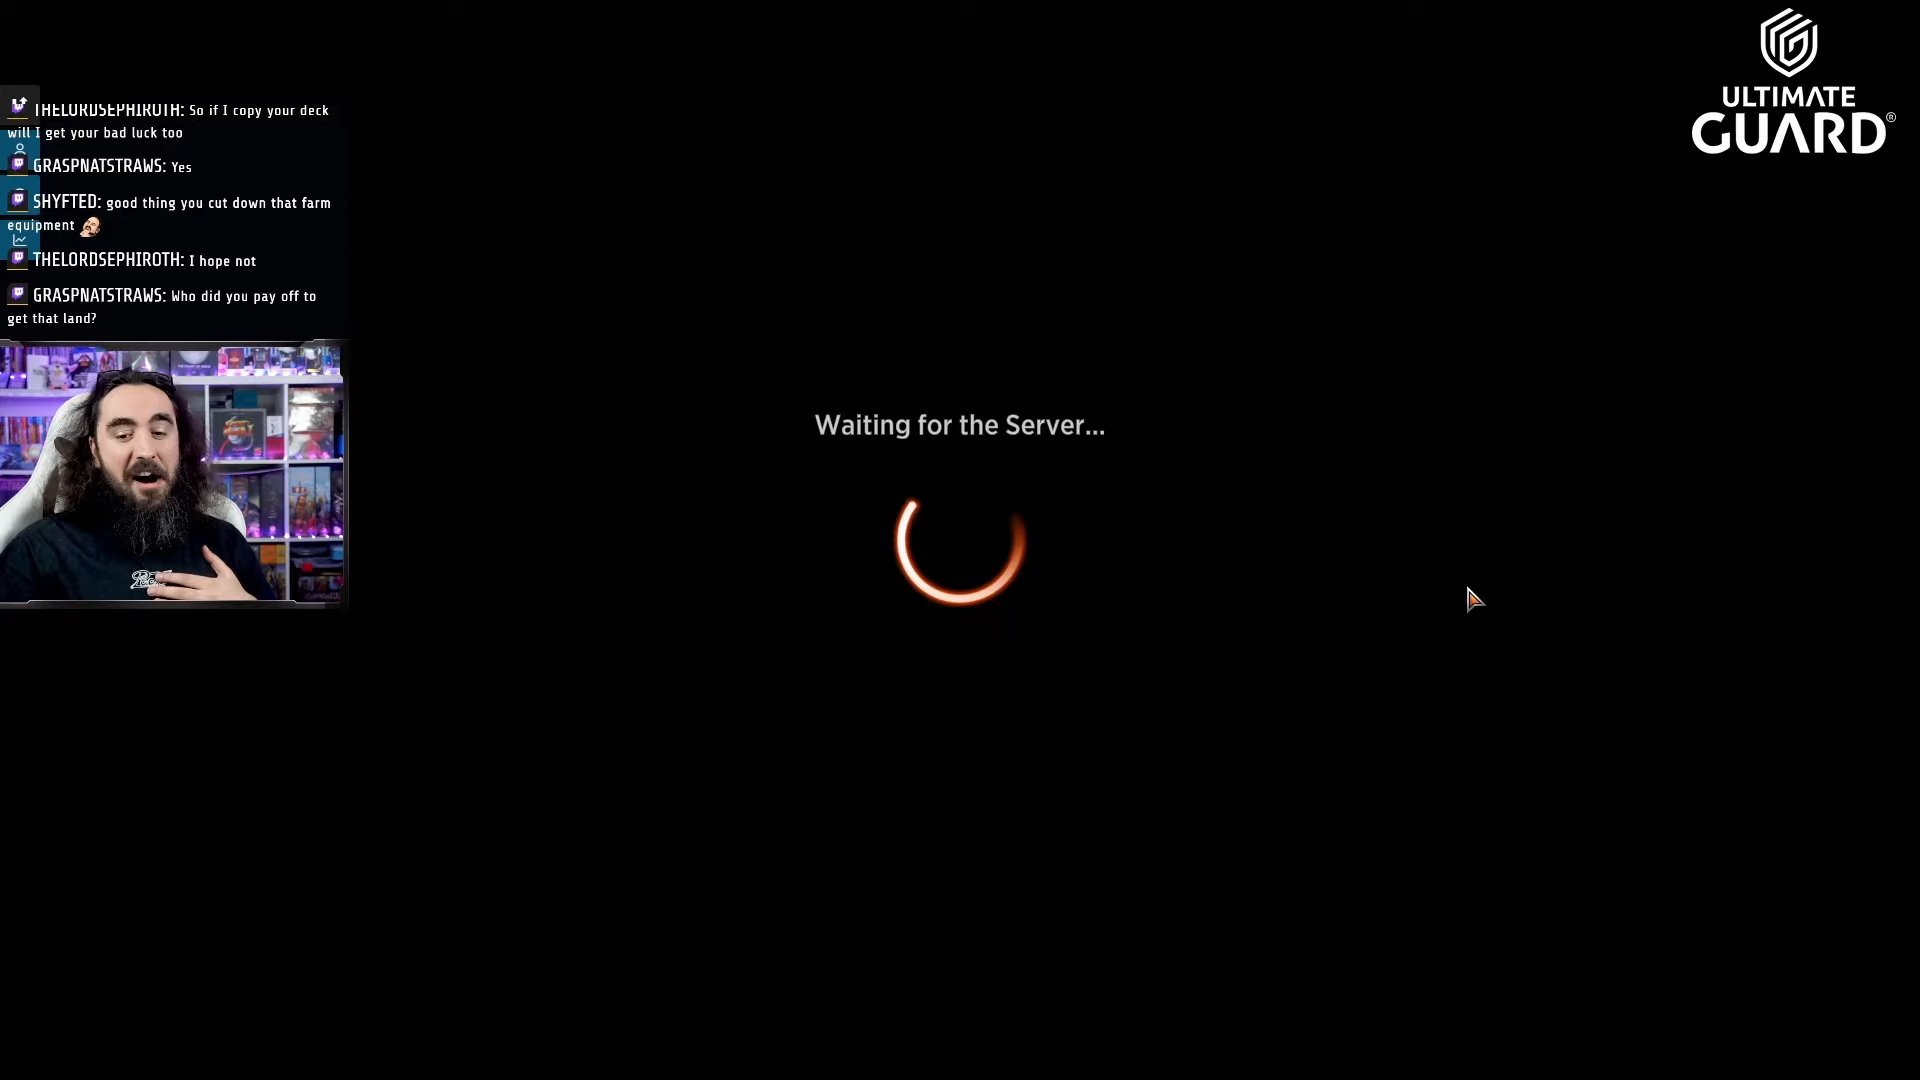 THELORDSEPHIROTH: So if I copy your deck
will I get your bad luck too
GRASPNATSTRAWS: Yes
SHYFTED: good thing you cut down that farm
equipment
THELORDSEPHIROTH: I hope not
GRASPNATSTRAWS: Who did you pay off to
get that land?
Waiting for the Server...
ULTIMATE
GUARD®